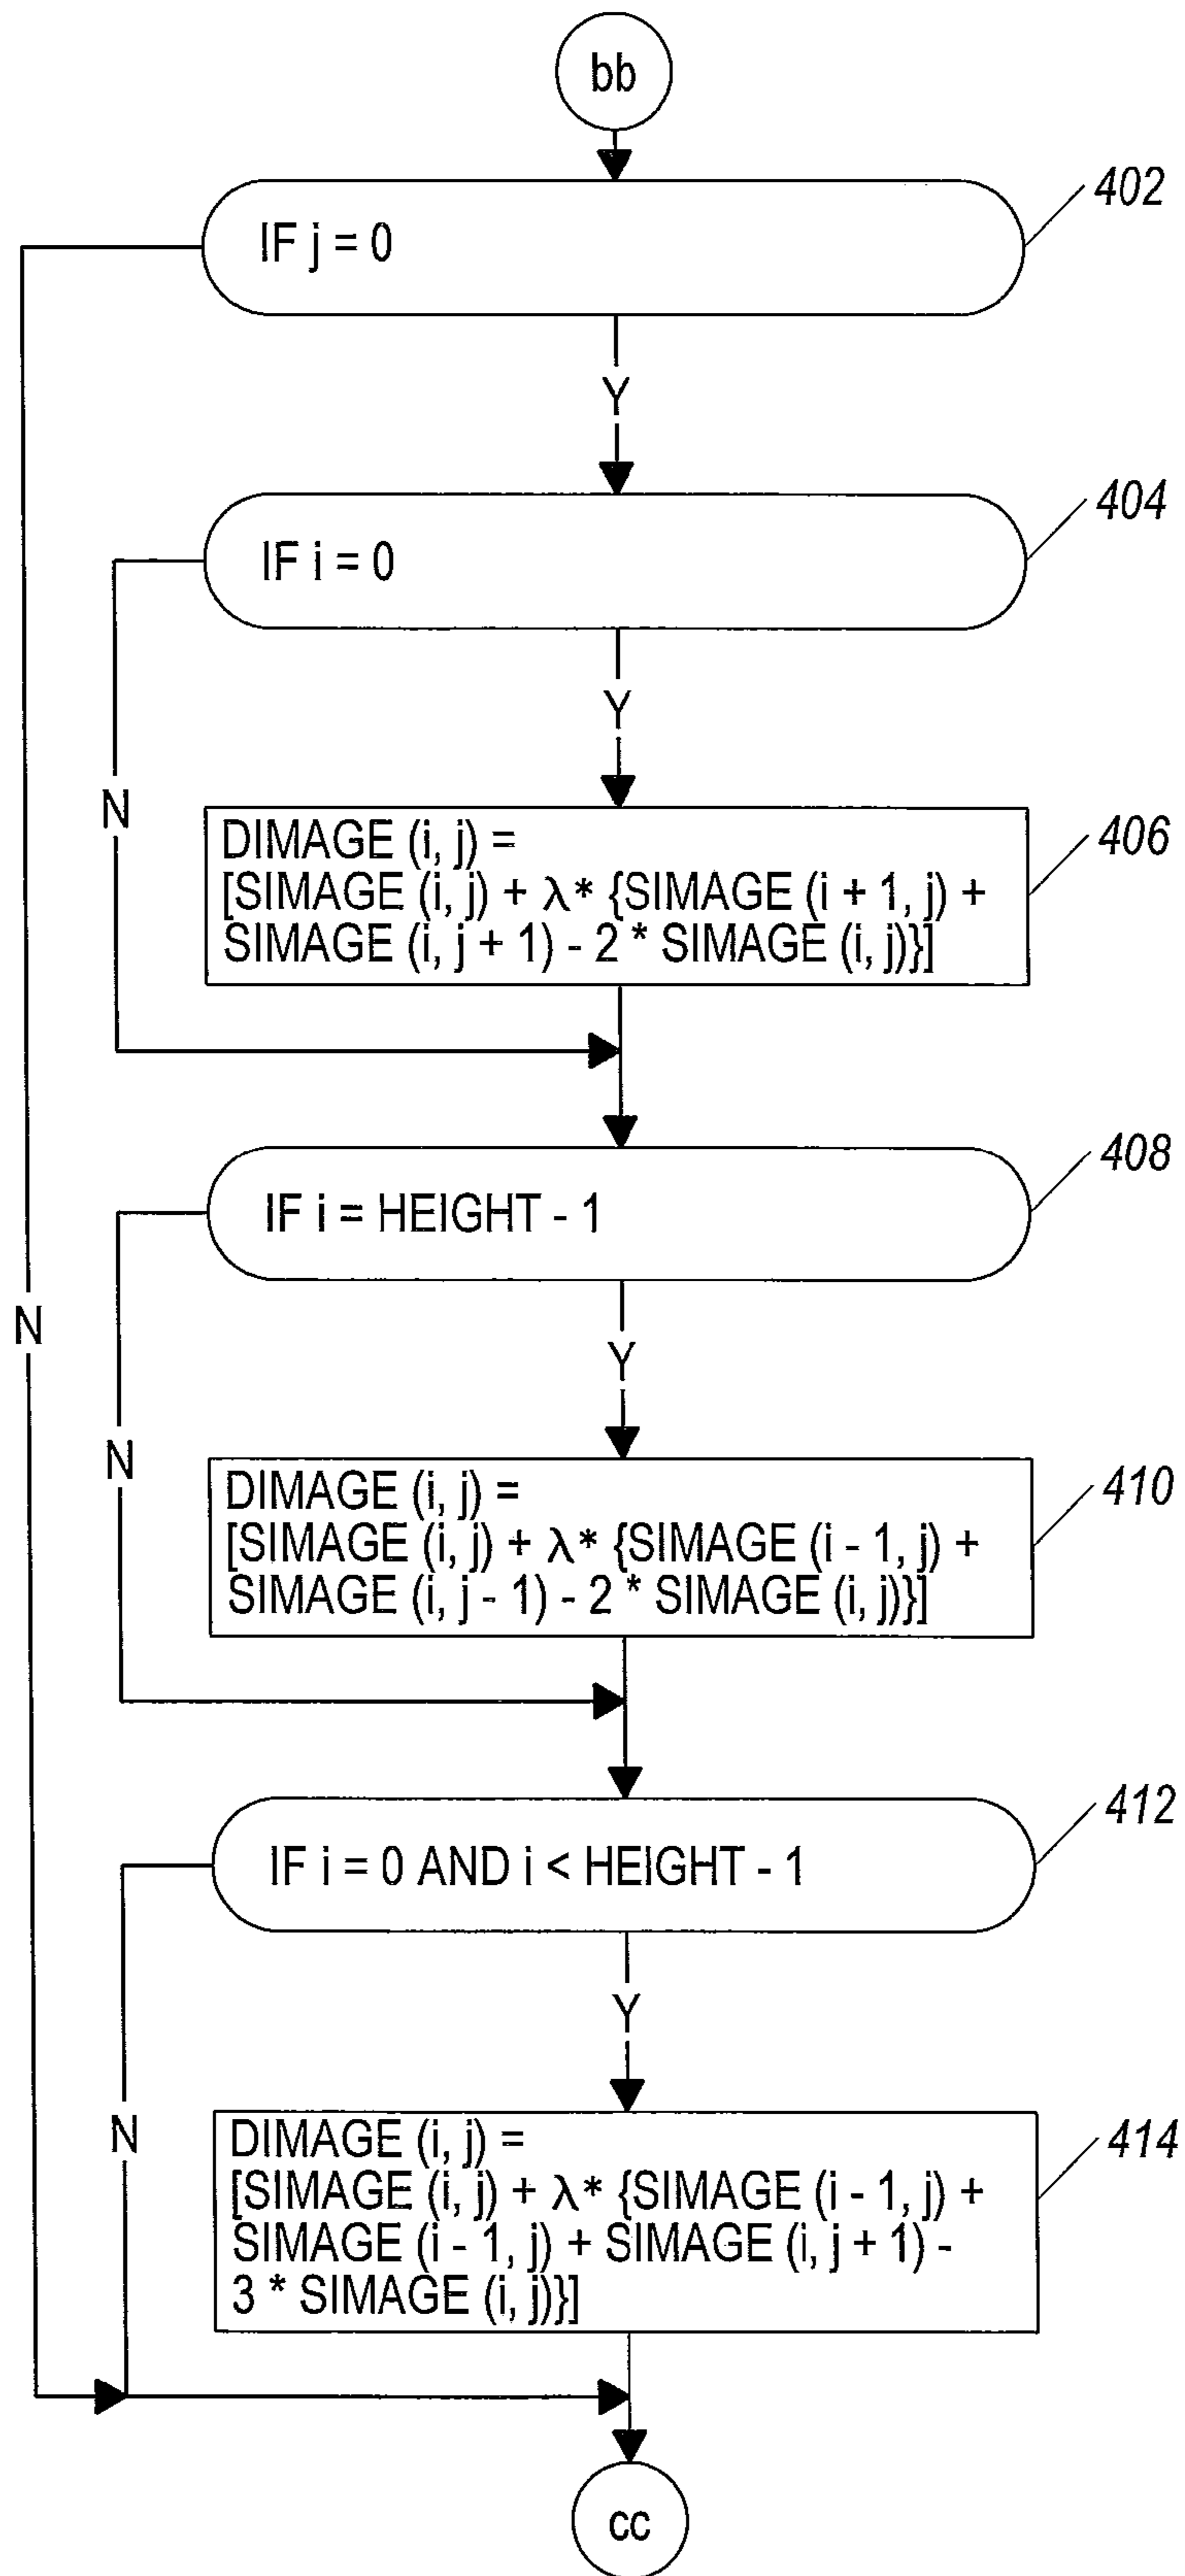 bb
402
IF j = 0
Y
404
IF i = 0
Y
N
406
DIMAGE (i, j) =
[SIMAGE (i, j) + λ* {SIMAGE (i + 1, j) +
SIMAGE (i, j + 1) - 2 * SIMAGE (i, j)}]
408
IF i = HEIGHT - 1
N
Y
N
410
DIMAGE (i, j) =
[SIMAGE (i, j) + λ* {SIMAGE (i - 1, j) +
SIMAGE (i, j - 1) - 2 * SIMAGE (i, j)}]
412
IF i = 0 AND i < HEIGHT - 1
Y
N
414
DIMAGE (i, j) =
[SIMAGE (i, j) + λ* {SIMAGE (i - 1, j) +
SIMAGE (i - 1, j) + SIMAGE (i, j + 1) -
3 * SIMAGE (i, j)}]
cc